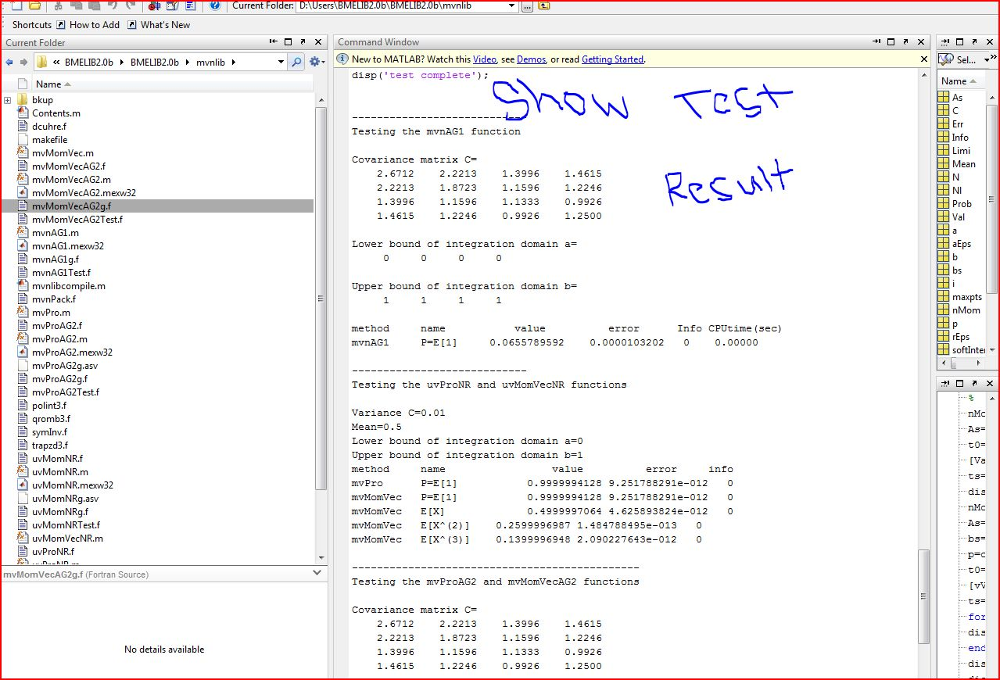 Current Folder: D:\Users\BMELIB2.0b\BMELIB2.0b\mvnlib
Shortcuts How to Add What's New
Current Folder
« BMELIB2.0b BMELIB2.0b mvnlib
Name
bkup
Contents.m
dcuhre.f
makefile
mvMomVec.m
mvMomVecAG2.f
mvMomVecAG2.m
mvMomVecAG2.mexw32
mvMomVecAG2g.f
mvMomVecAG2Test.f
mvnAG1.m
mvnAG1.mexw32
mvnAG1g.f
mvnAG1Test.f
mvnlibcompile.m
mvnPack.f
mvPro.m
mvProAG2.f
mvProAG2.m
mvProAG2.mexw32
mvProAG2g.asv
mvProAG2g.f
mvProAG2Test.f
polint3.f
qromb3.f
symInv.f
trapzd3.f
uvMomNR.f
uvMomNR.m
uvMomNR.mexw32
uvMomNRg.asv
uvMomNRg.f
uvMomNRTest.f
uvMomVecNR.m
uvProNR.f
uvProNR.m
mvMomVecAG2g.f (Fortran Source)
No details available
Command Window
New to MATLAB? Watch this Video, see Demos, or read Getting Started.
disp('test complete');
Show Test
Result
----------------------------
Testing the mvnAG1 function
Covariance matrix C=
2.6712 2.2213 1.3996 1.4615
2.2213 1.8723 1.1596 1.2246
1.3996 1.1596 1.1333 0.9926
1.4615 1.2246 0.9926 1.2500
Lower bound of integration domain a=
0 0 0 0
Upper bound of integration domain b=
1 1 1 1
method name value error Info CPUtime(sec)
mvnAG1 P=E[1] 0.0655789592 0.0000103202 0 0.00000
----------------------------
Testing the uvProNR and uvMomVecNR functions
Variance C=0.01
Mean=0.5
Lower bound of integration domain a=0
Upper bound of integration domain b=1
method name value error info
mvPro P=E[1] 0.9999994128 9.251788291e-012 0
mvMomVec P=E[1] 0.9999994128 9.251788291e-012 0
mvMomVec E[X] 0.4999997064 4.625893824e-012 0
mvMomVec E[X^(2)] 0.2599996987 1.484788495e-013 0
mvMomVec E[X^(3)] 0.1399996948 2.090227643e-012 0
----------------------------------------------
Testing the mvProAG2 and mvMomVecAG2 functions
Covariance matrix C=
2.6712 2.2213 1.3996 1.4615
2.2213 1.8723 1.1596 1.2246
1.3996 1.1596 1.1333 0.9926
1.4615 1.2246 0.9926 1.2500
Sel... »
Name
As
C
Err
Info
Limi
Mean
N
NI
Prob
Val
a
aEps
b
bs
i
maxpts
nMom
p
rEps
softInter
%
nMc
As=
t0=
[Va
ts=
dis
nMc
As=
bs=
p=c
t0=
[vV
ts=
for
dis
end
dis